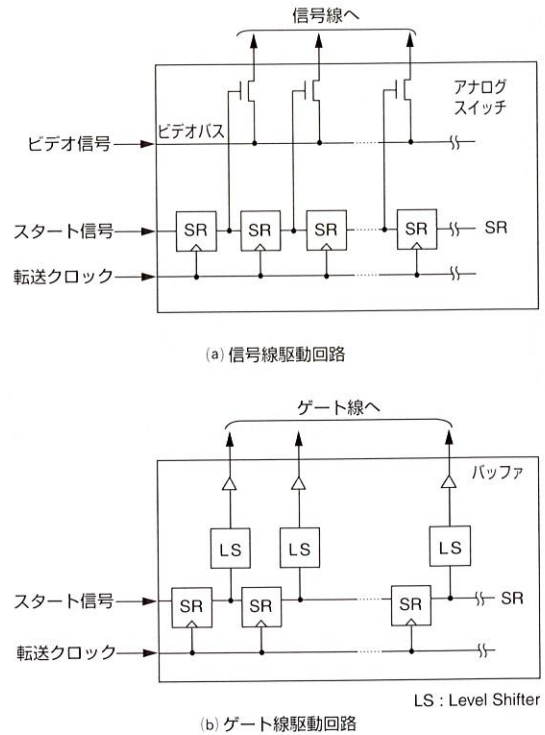 信号線へ
アナログ
スイッチ
ビデオ信号
ビデオバス
スタート信号
SR
SR
SR
SR
SR
転送クロック
(a) 信号線駆動回路
ゲート線へ
バッファ
LS
LS
LS
スタート信号
SR
SR
SR
SR
転送クロック
LS : Level Shifter
(b) ゲート線駆動回路